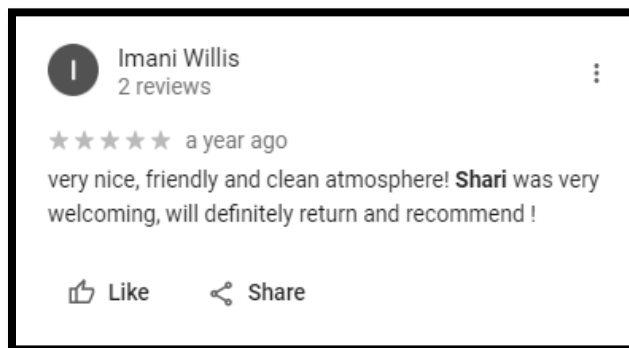 I
Imani Willis
2 reviews
a year ago
very nice, friendly and clean atmosphere! Shari was very
welcoming, will definitely return and recommend !
Like
Share